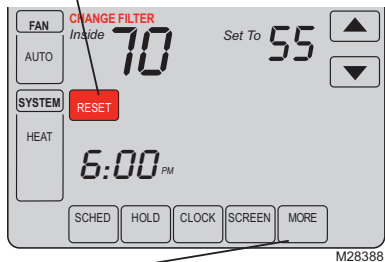 FAN
AUTO
CHANGE FILTER
Inside 70
Set To 55
SYSTEM
HEAT
RESET
6:00 PM
SCHED HOLD CLOCK SCREEN MORE
M28388